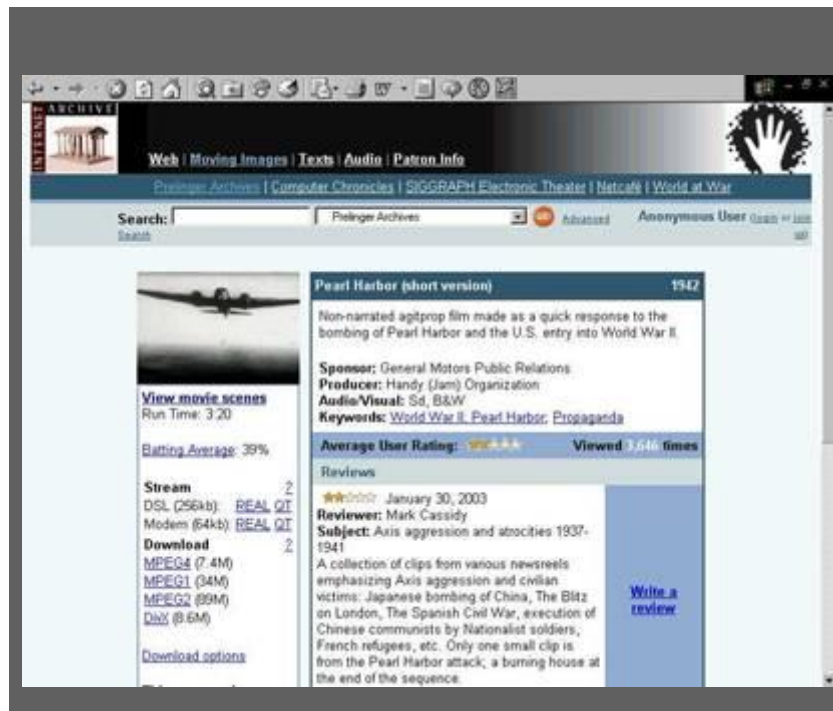 INTERNET
ARCHIVE
Web | Moving Images | Texts | Audio | Patron Info
Prelinger Archives | Computer Chronicles | SIGGRAPH Electronic Theater | Netcafé | World at War
Search: Prelinger Archives Advanced Anonymous User (login or join
Search us)
Pearl Harbor (short version) 1942
Non-narrated agitprop film made as a quick response to the
bombing of Pearl Harbor and the U.S. entry into World War II.
Sponsor: General Motors Public Relations
Producer: Handy (Jam) Organization
Audio/Visual: Sd, B&W
Keywords: World War II; Pearl Harbor; Propaganda
Average User Rating: Viewed 3,646 times
Reviews
January 30, 2003
Reviewer: Mark Cassidy
Subject: Axis aggression and atrocities 1937-
1941
A collection of clips from various newsreels
emphasizing Axis aggression and civilian
victims: Japanese bombing of China, The Blitz
on London, The Spanish Civil War, execution of
Chinese communists by Nationalist soldiers,
French refugees, etc. Only one small clip is
from the Pearl Harbor attack; a burning house at
the end of the sequence.
Write a
review
View movie scenes
Run Time: 3:20
Batting Average: 39%
Stream ?
DSL (256kb): REAL QT
Modem (64kb): REAL QT
Download ?
MPEG4 (7.4M)
MPEG1 (34M)
MPEG2 (89M)
DivX (8.6M)
Download options